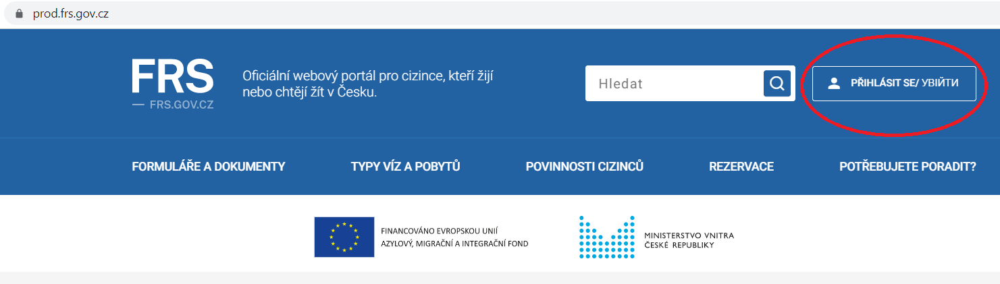 prod.frs.gov.cz
FRS
— FRS.GOV.CZ
Oficiální webový portál pro cizince, kteří žijí
nebo chtějí žít v Česku.
Hledat
PŘIHLÁSIT SE/ УВІЙТИ
FORMULÁŘE A DOKUMENTY
TYPY VÍZ A POBYTŮ
POVINNOSTI CIZINCŮ
REZERVACE
POTŘEBUJETE PORADIT?
FINANCOVÁNO EVROPSKOU UNIÍ
AZYLOVÝ, MIGRAČNÍ A INTEGRAČNÍ FOND
MINISTERSTVO VNITRA
ČESKÉ REPUBLIKY